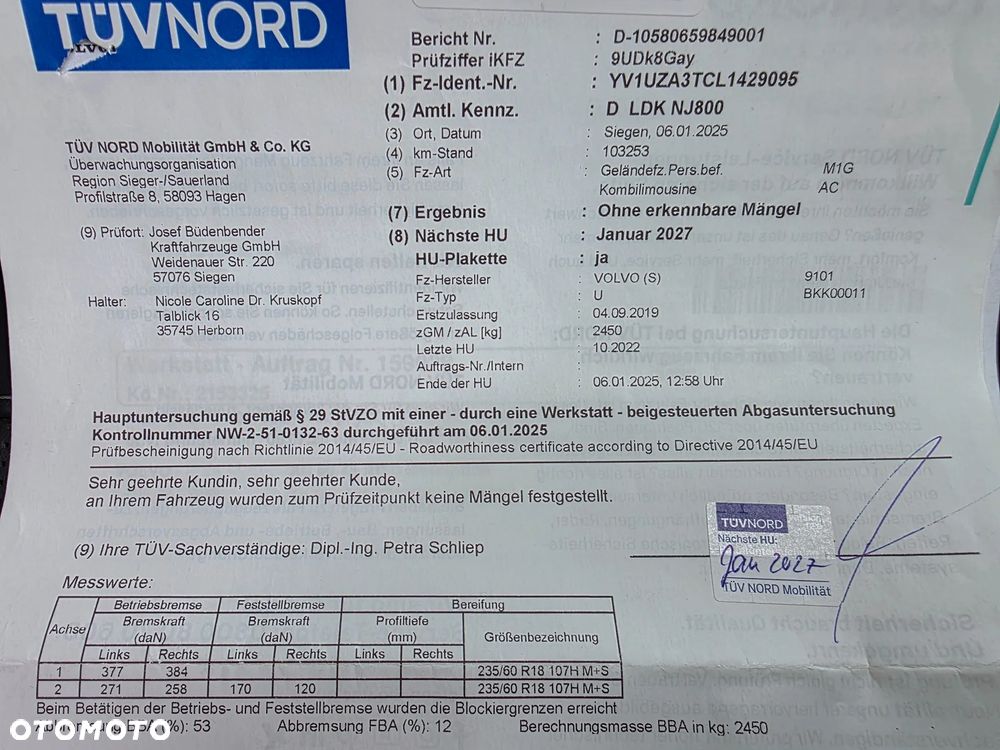 TÜVNORD
Bericht Nr. : D-10580659849001
Prüfziffer iKFZ : 9UDk8Gay
(1) Fz-Ident.-Nr. : YV1UZA3TCL1429095
(2) Amtl. Kennz. : D LDK NJ800
(3) Ort, Datum : Siegen, 06.01.2025
(4) km-Stand : 103253
(5) Fz-Art : Geländefz.Pers.bef. M1G
Kombilimousine AC
(7) Ergebnis : Ohne erkennbare Mängel
(8) Nächste HU : Januar 2027
HU-Plakette : ja
Fz-Hersteller : VOLVO (S) 9101
Fz-Typ : U BKK00011
Erstzulassung : 04.09.2019
zGM / zAL [kg] : 2450
Letzte HU : 10.2022
Auftrags-Nr./Intern :
Ende der HU : 06.01.2025, 12:58 Uhr
TÜV NORD Mobilität GmbH & Co. KG
Überwachungsorganisation
Region Sieger-/Sauerland
Profilstraße 8, 58093 Hagen
(9) Prüfort: Josef Büdenbender
Kraftfahrzeuge GmbH
Weidenauer Str. 220
57076 Siegen
Halter: Nicole Caroline Dr. Kruskopf
Talblick 16
35745 Herborn
Hauptuntersuchung gemäß § 29 StVZO mit einer - durch eine Werkstatt - beigesteuerten Abgasuntersuchung
Kontrollnummer NW-2-51-0132-63 durchgeführt am 06.01.2025
Prüfbescheinigung nach Richtlinie 2014/45/EU - Roadworthiness certificate according to Directive 2014/45/EU
Sehr geehrte Kundin, sehr geehrter Kunde,
an Ihrem Fahrzeug wurden zum Prüfzeitpunkt keine Mängel festgestellt.
(9) Ihre TÜV-Sachverständige: Dipl.-Ing. Petra Schliep
TÜVNORD
Nächste HU:
Jan 2027
TÜV NORD Mobilität
Messwerte:
Achse Betriebsbremse Feststellbremse Bereifung
Bremskraft (daN) Bremskraft (daN) Profiltiefe (mm) Größenbezeichnung
Links Rechts Links Rechts Links Rechts
1 377 384 235/60 R18 107H M+S
2 271 258 170 120 235/60 R18 107H M+S
Beim Betätigen der Betriebs- und Feststellbremse wurden die Blockiergrenzen erreicht
Abbremsung BBA (%): 53 Abbremsung FBA (%): 12 Berechnungsmasse BBA in kg: 2450
OTOMOTO